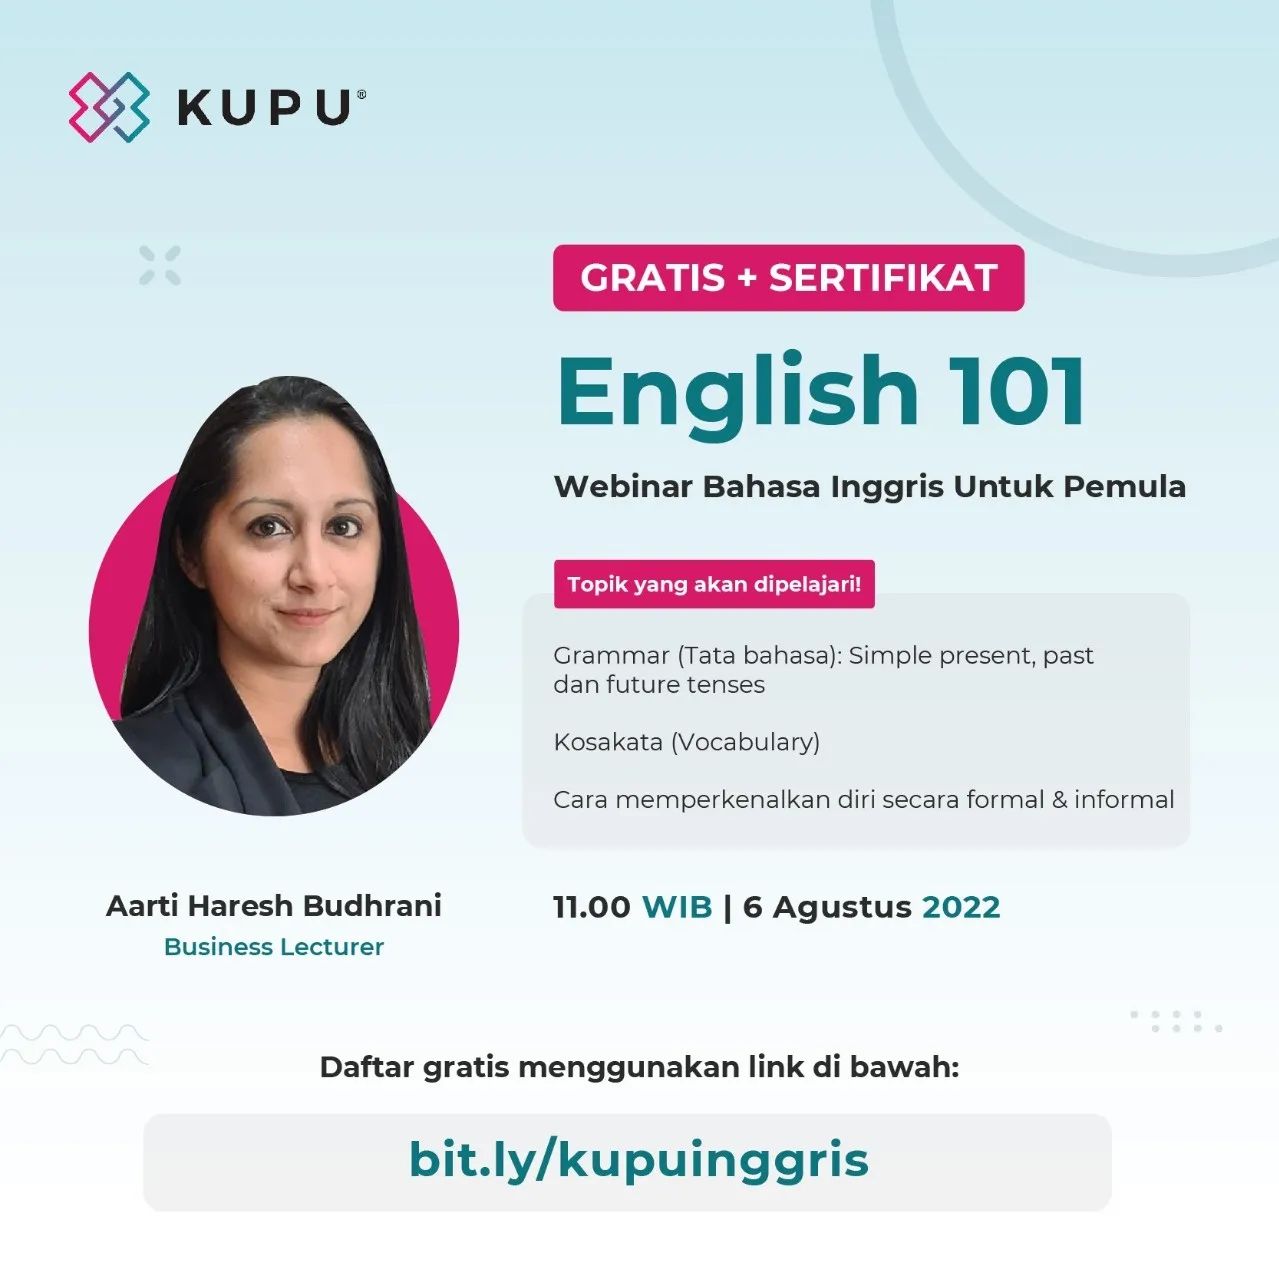 KUPU®
GRATIS + SERTIFIKAT
English 101
Webinar Bahasa Inggris Untuk Pemula
Topik yang akan dipelajari!
Grammar (Tata bahasa): Simple present, past
dan future tenses
Kosakata (Vocabulary)
Cara memperkenalkan diri secara formal & informal
Aarti Haresh Budhrani
Business Lecturer
11.00 WIB | 6 Agustus 2022
Daftar gratis menggunakan link di bawah:
bit.ly/kupuinggris